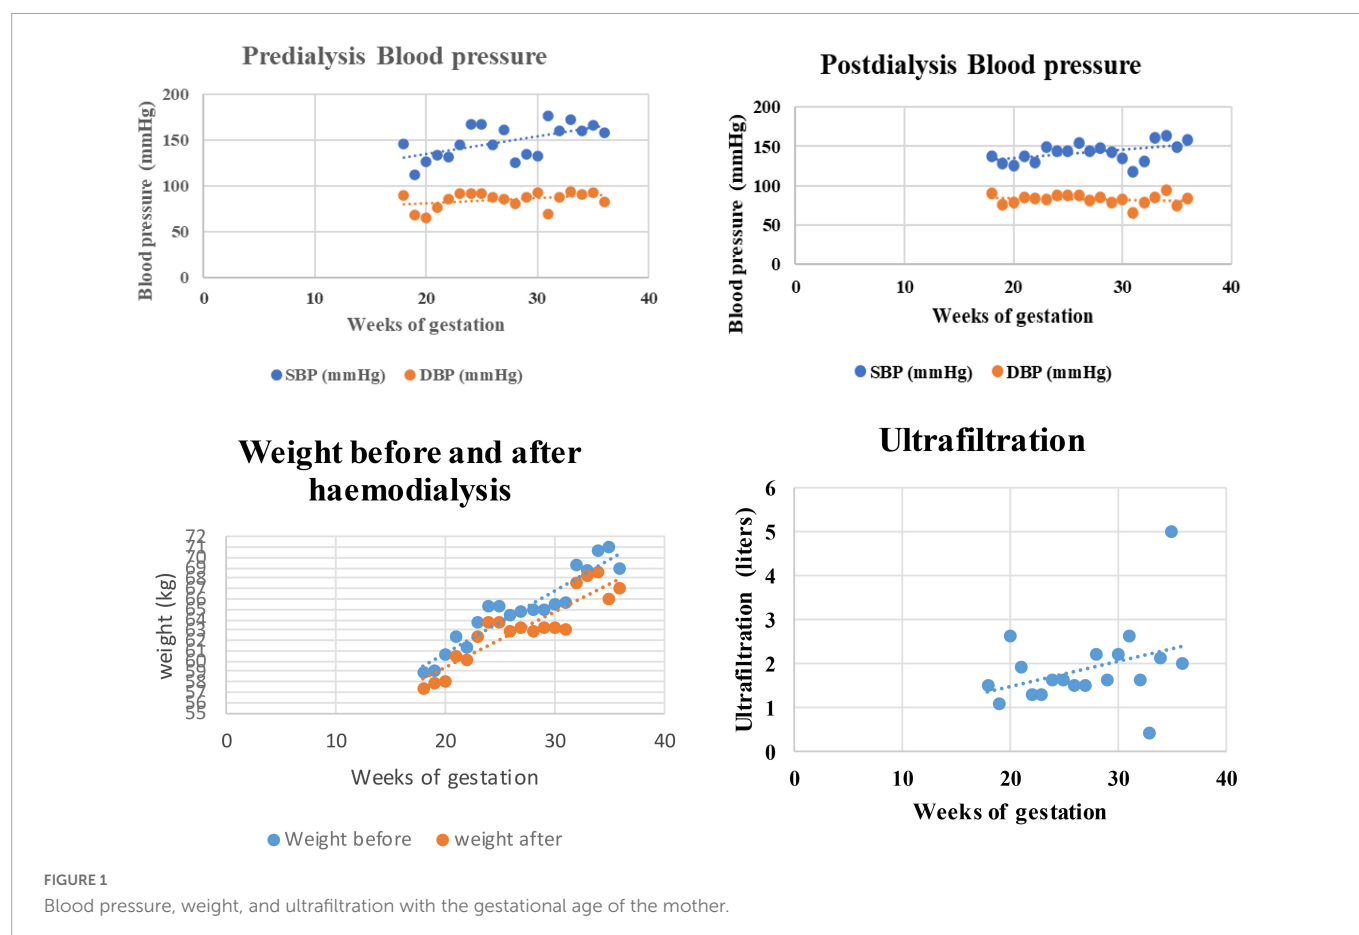 Predialysis Blood pressure
Blood pressure (mmHg)
200
150
100
50
0
0 10 20 30 40
Weeks of gestation
SBP (mmHg) DBP (mmHg)
Postdialysis Blood pressure
Blood pressure (mmHg)
200
150
100
50
0
0 10 20 30 40
Weeks of gestation
SBP (mmHg) DBP (mmHg)
Weight before and after
haemodialysis
weight (kg)
72
71
70
69
68
67
66
65
64
63
62
61
60
59
58
57
56
55
0 10 20 30 40
Weeks of gestation
Weight before weight after
Ultrafiltration
Ultrafiltration (liters)
6
5
4
3
2
1
0
0 10 20 30 40
Weeks of gestation
FIGURE 1
Blood pressure, weight, and ultrafiltration with the gestational age of the mother.